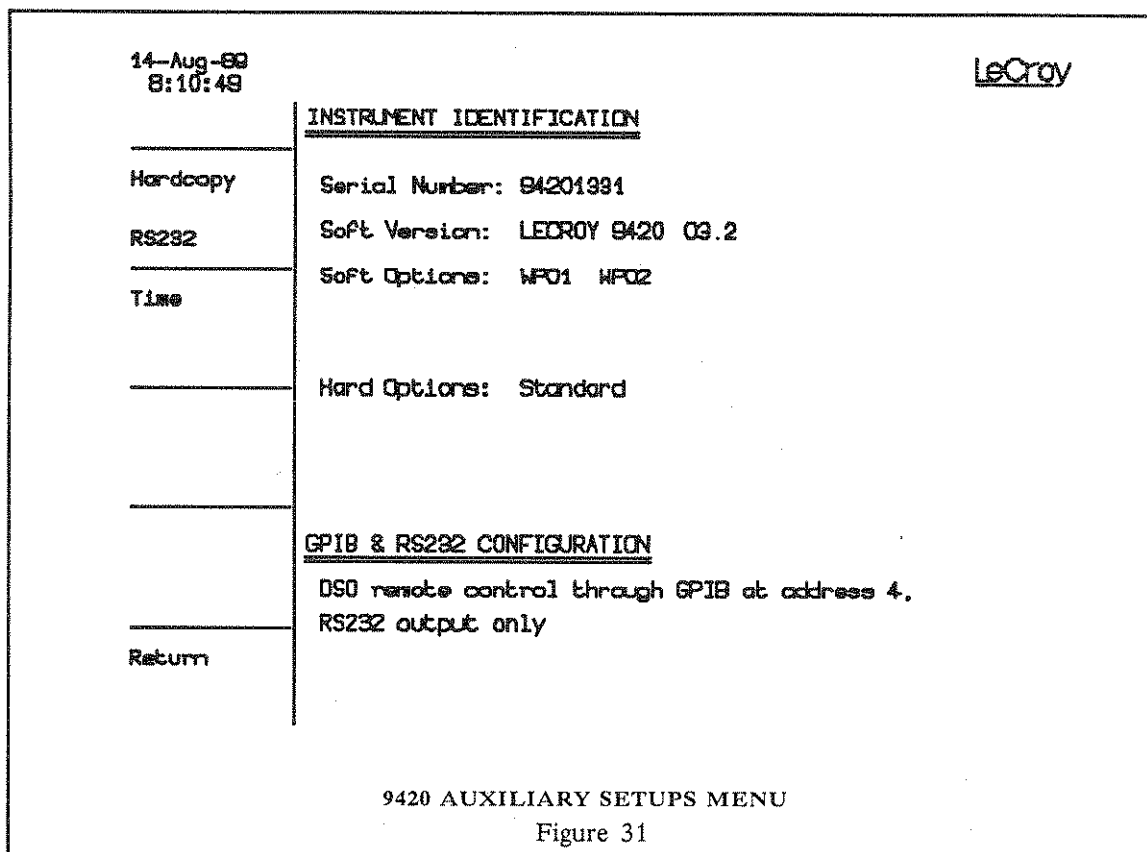 14-Aug-89
8:10:49
LeCroy
INSTRUMENT IDENTIFICATION
Hardcopy
Serial Number: 94201391
RS232
Soft Version: LECROY 9420 03.2
Soft Options: WP01 WP02
Time
Hard Options: Standard
GPIB & RS232 CONFIGURATION
DSO remote control through GPIB at address 4.
RS232 output only
Return
9420 AUXILIARY SETUPS MENU
Figure 31